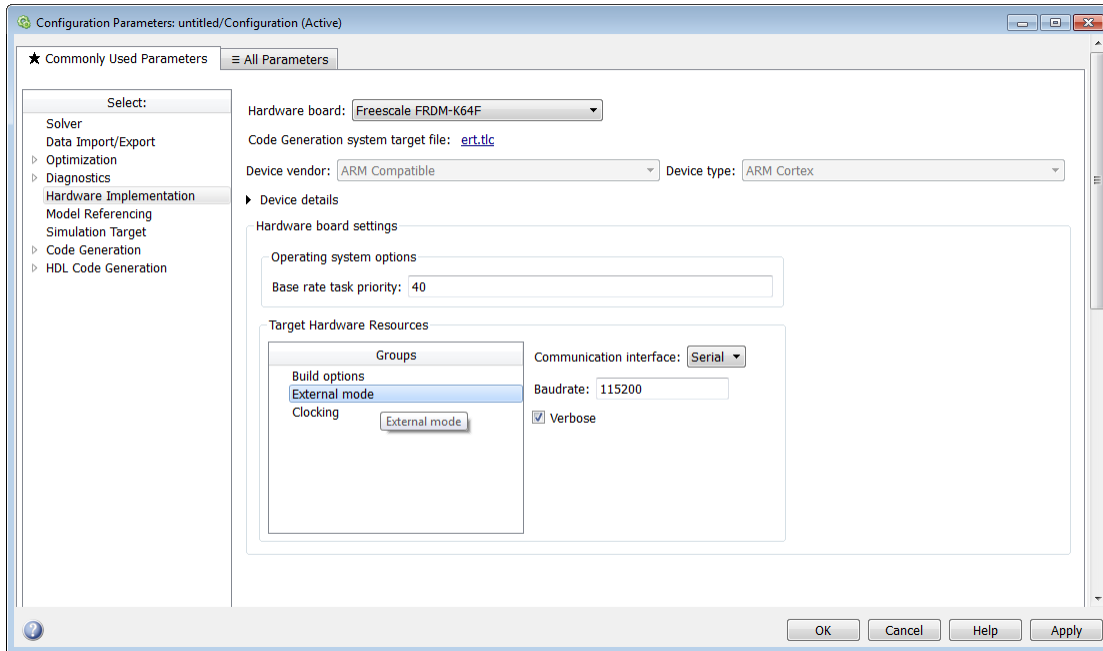 Configuration Parameters: untitled/Configuration (Active)
★ Commonly Used Parameters
≡ All Parameters
Select:
Solver
Data Import/Export
Optimization
Diagnostics
Hardware Implementation
Model Referencing
Simulation Target
Code Generation
HDL Code Generation
Hardware board: Freescale FRDM-K64F
Code Generation system target file: ert.tlc
Device vendor: ARM Compatible Device type: ARM Cortex
Device details
Hardware board settings
Operating system options
Base rate task priority: 40
Target Hardware Resources
Groups
Build options
External mode
Clocking
External mode
Communication interface: Serial
Baudrate: 115200
Verbose
OK Cancel Help Apply